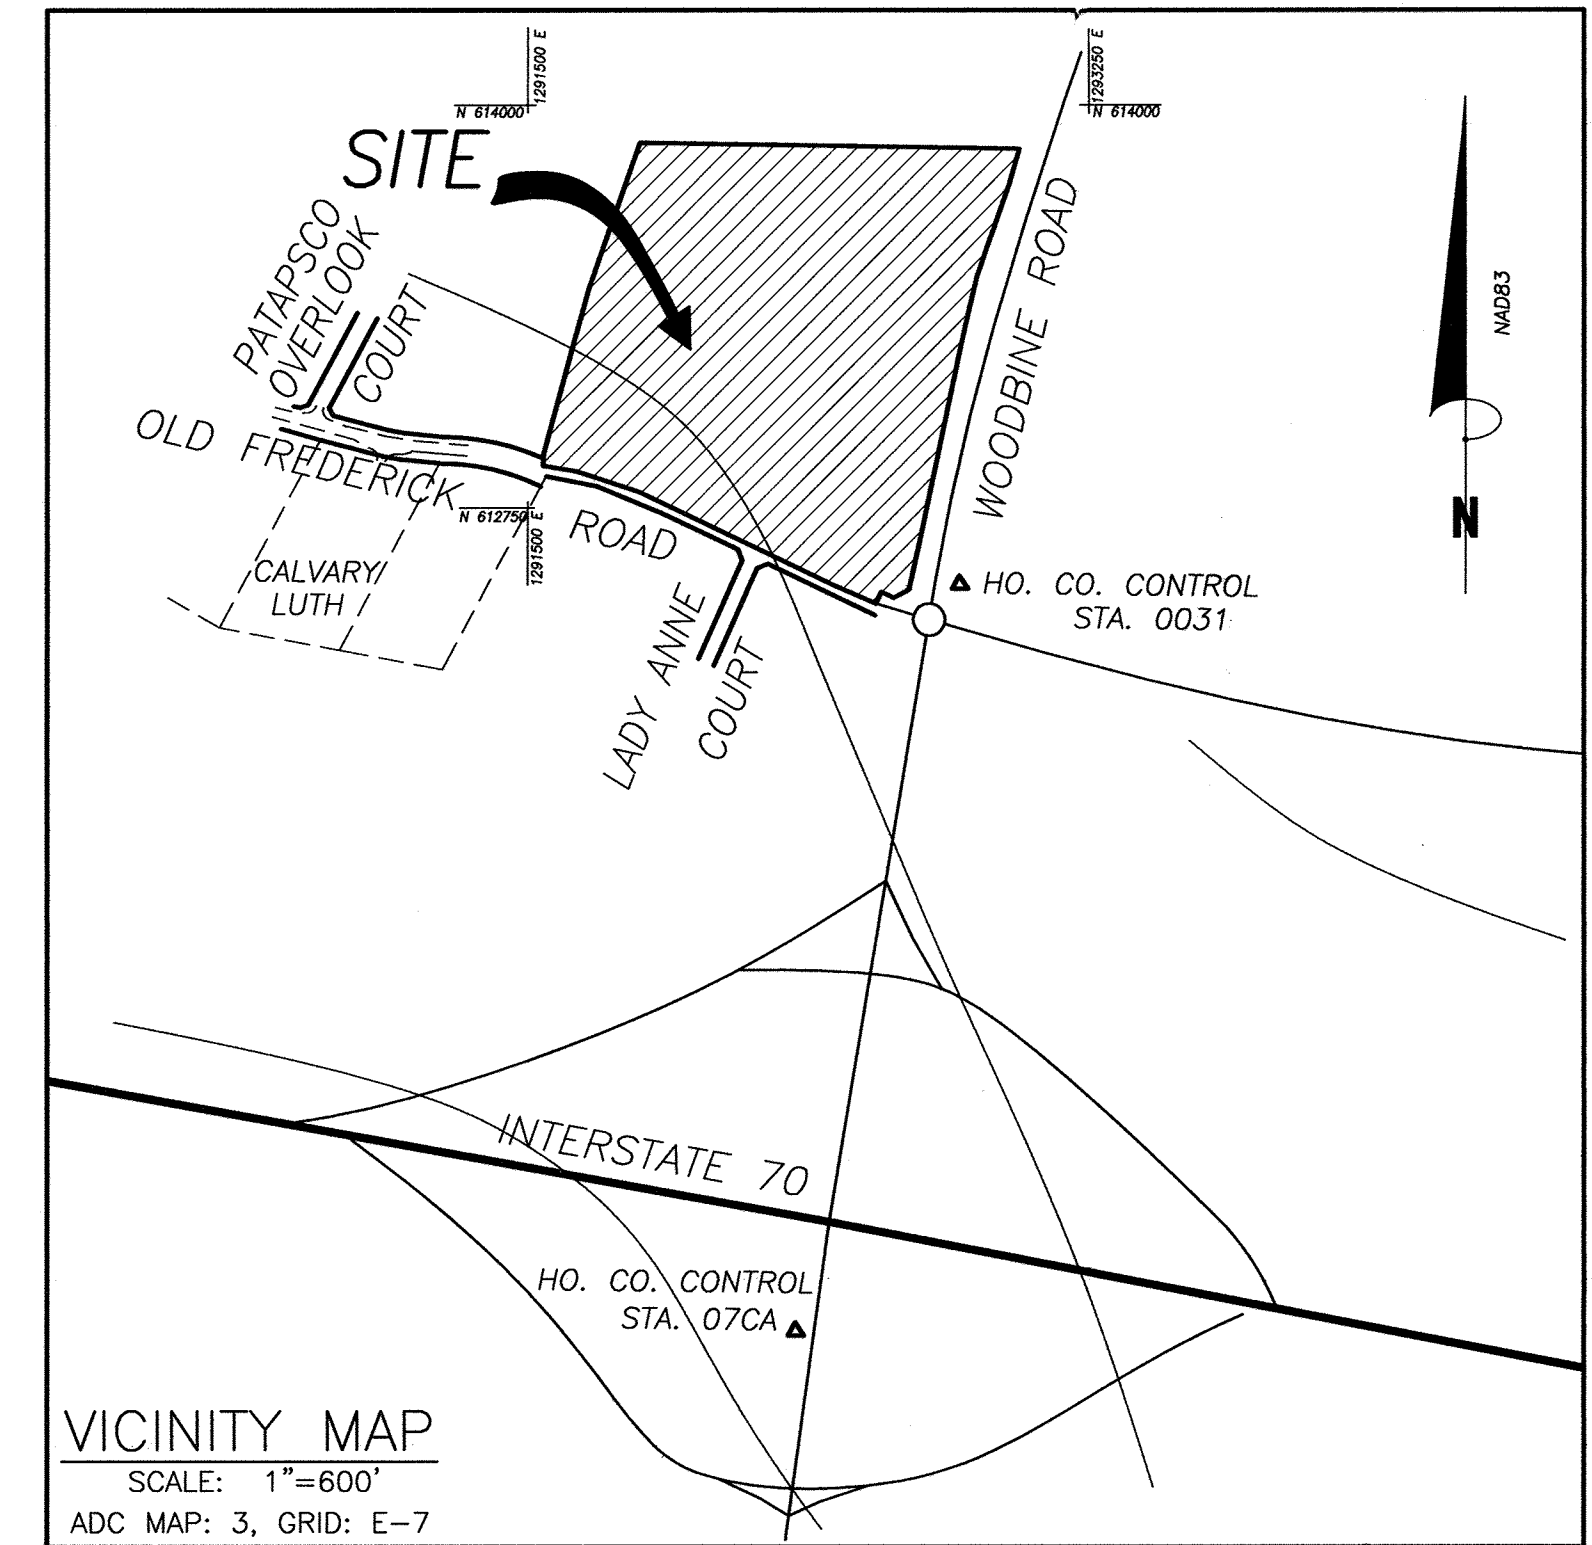 1291500 E
N 614000
1293250 E
N 614000
SITE
PATAPSCO
OVERLOOK
COURT
WOODBINE ROAD
NAD83
OLD FREDERICK
ROAD
N 612750
1291500 E
N
CALVARY
LUTH
HO. CO. CONTROL
STA. 0031
LADY ANNE
COURT
INTERSTATE 70
HO. CO. CONTROL
STA. 07CA
VICINITY MAP
SCALE: 1"=600'
ADC MAP: 3, GRID: E-7